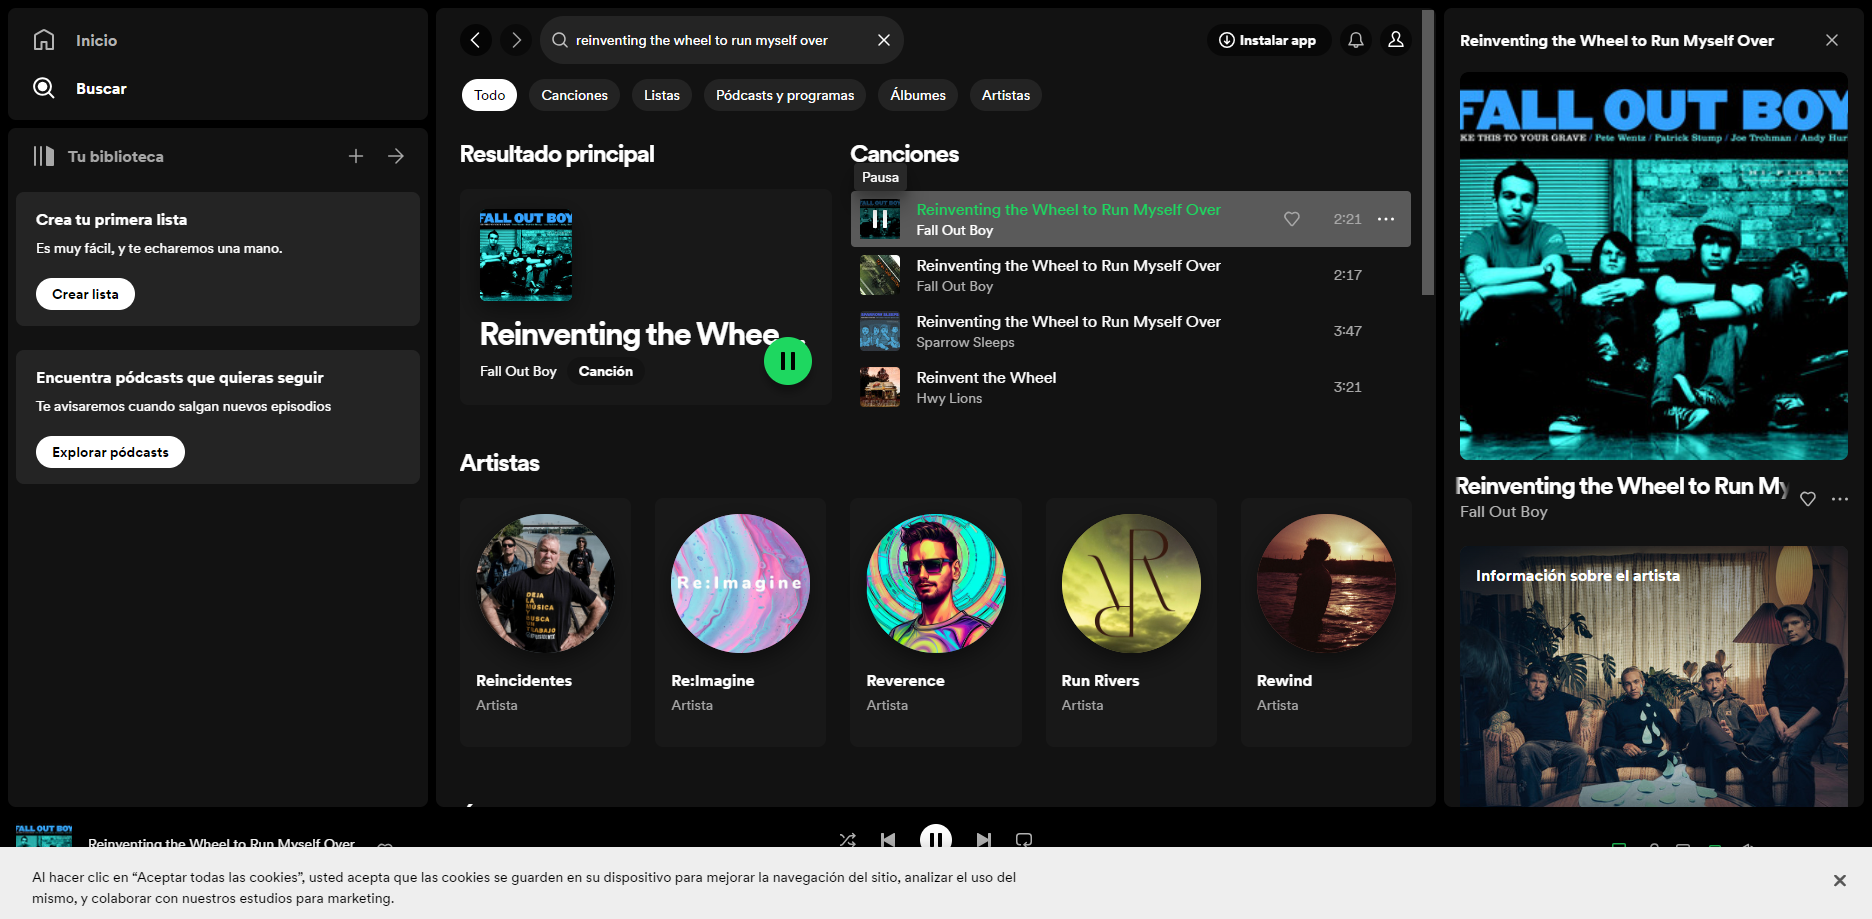 Inicio
Buscar
Tu biblioteca
Crea tu primera lista
Es muy fácil, y te echaremos una mano.
Crear lista
Encuentra pódcasts que quieras seguir
Te avisaremos cuando salgan nuevos episodios
Explorar pódcasts
reinventing the wheel to run myself over
Instalar app
Todo
Canciones
Listas
Pódcasts y programas
Álbumes
Artistas
Resultado principal
FALL OUT BOY
Reinventing the Whee...
Fall Out Boy
Canción
Canciones
Pausa
Reinventing the Wheel to Run Myself Over
Fall Out Boy
2:21
Reinventing the Wheel to Run Myself Over
Fall Out Boy
2:17
Reinventing the Wheel to Run Myself Over
Sparrow Sleeps
3:47
Reinvent the Wheel
Hwy Lions
3:21
Artistas
DEJA
LA
MÚSICA
Y
BUSCA
UN
TRABAJO
Reincidentes
Artista
Re:Imagine
Re:Imagine
Artista
Reverence
Artista
Run Rivers
Artista
Rewind
Artista
Reinventing the Wheel to Run Myself Over
FALL OUT BOY
KE THIS TO YOUR GRAVE / Pete Wentz / Patrick Stump / Joe Trohman / Andy Hur
Reinventing the Wheel to Run My
Fall Out Boy
Información sobre el artista
FALL OUT BOY
Reinventing the Wheel to Run Myself Over
Al hacer clic en “Aceptar todas las cookies”, usted acepta que las cookies se guarden en su dispositivo para mejorar la navegación del sitio, analizar el uso del
mismo, y colaborar con nuestros estudios para marketing.